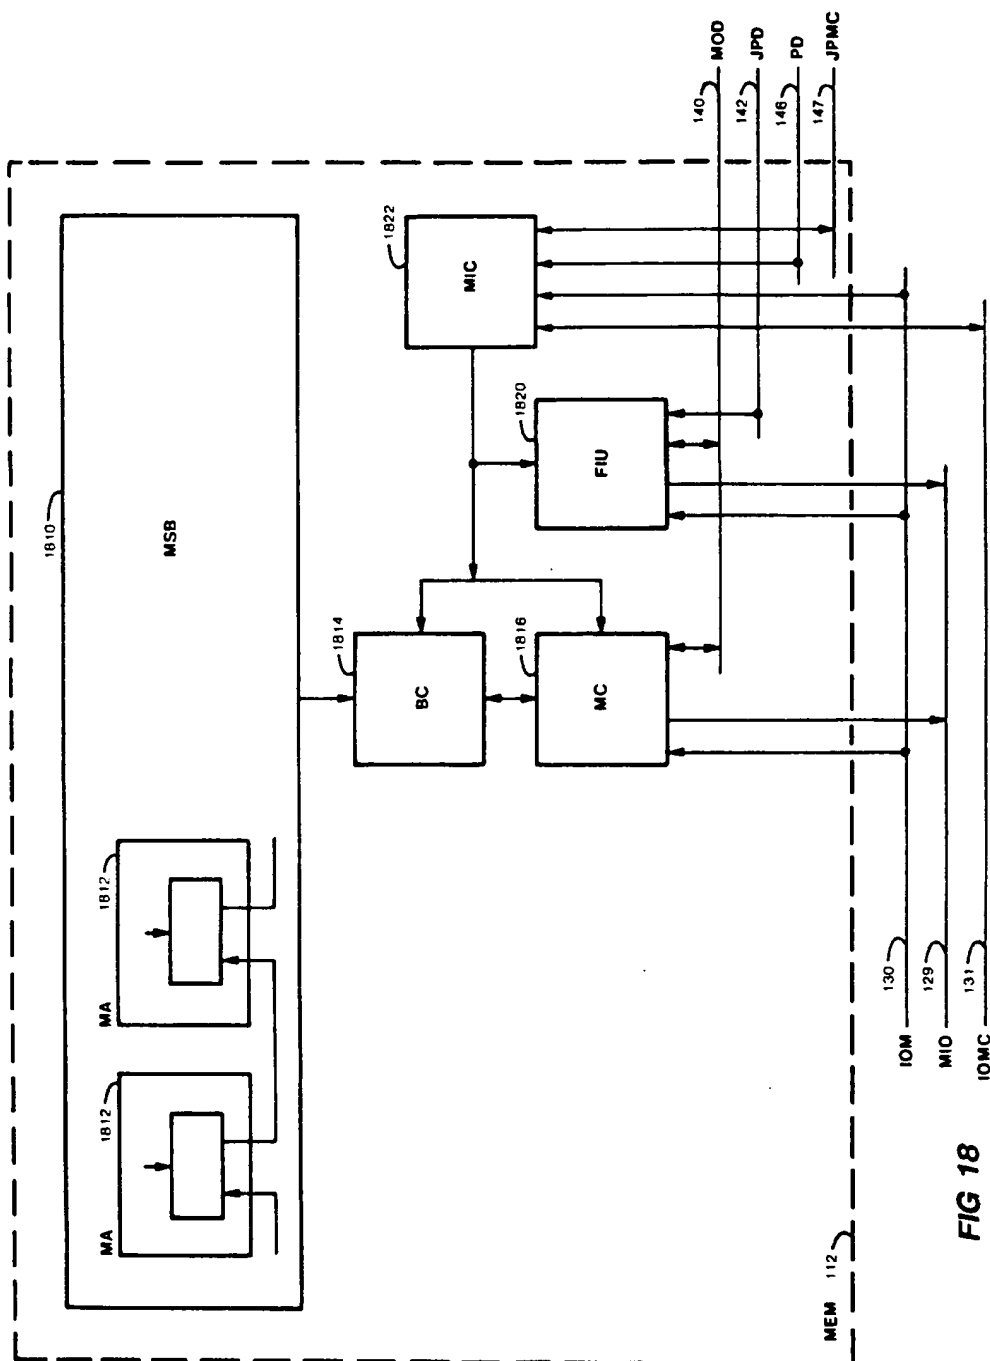 MOD
JPD
PD
JPMC
140
142
146
147
1810
MSB
1822
MIC
1812
MA
1812
MA
1814
BC
1816
MC
1820
FIU
130
129
131
IOM
MIO
IOMC
MEM 112
FIG 18